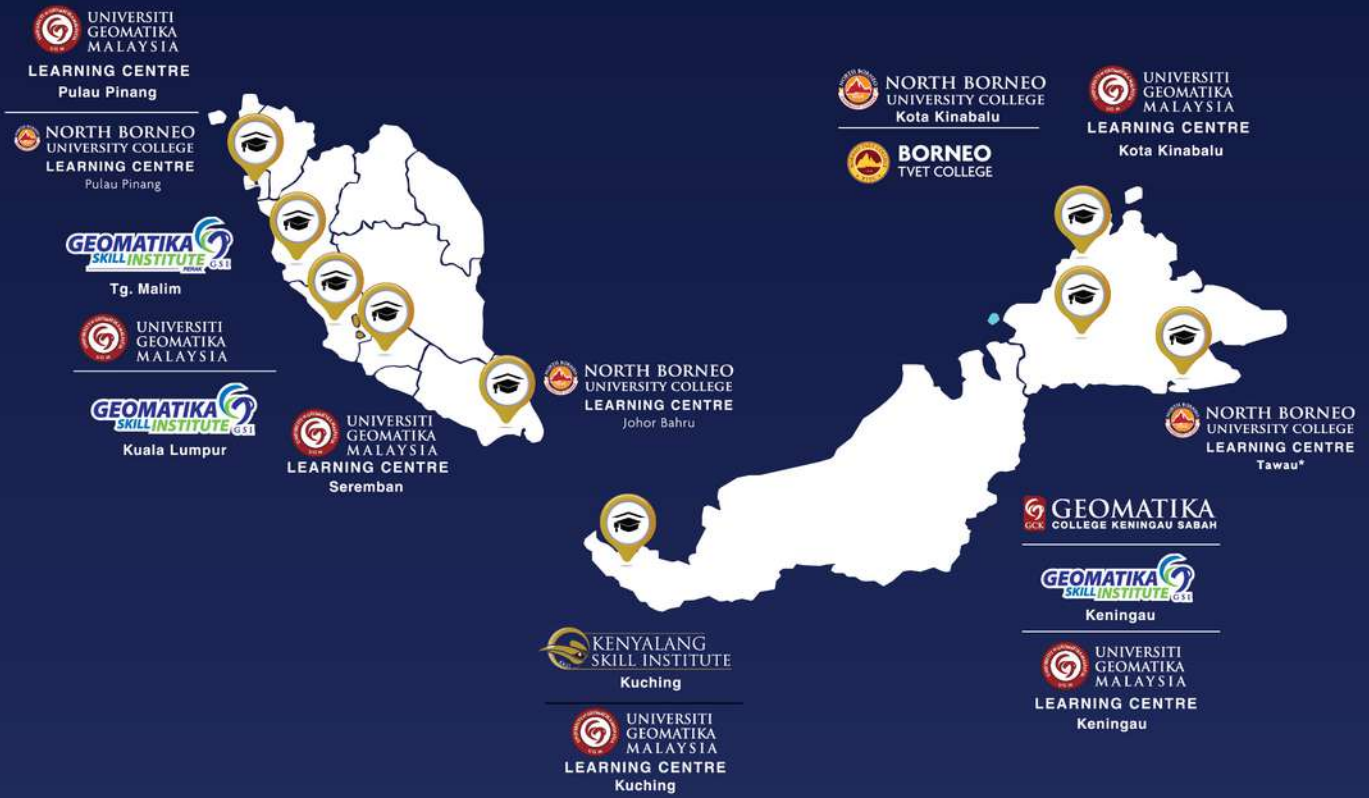 UNIVERSITI
GEOMATIKA
MALAYSIA
LEARNING CENTRE
Pulau Pinang
NORTH BORNEO
UNIVERSITY COLLEGE
LEARNING CENTRE
Pulau Pinang
GEOMATIKA
SKILL INSTITUTE
PERAK GSI
Tg. Malim
UNIVERSITI
GEOMATIKA
MALAYSIA
GEOMATIKA
SKILL INSTITUTE GSI
Kuala Lumpur
UNIVERSITI
GEOMATIKA
MALAYSIA
LEARNING CENTRE
Seremban
NORTH BORNEO
UNIVERSITY COLLEGE
LEARNING CENTRE
Johor Bahru
NORTH BORNEO
UNIVERSITY COLLEGE
Kota Kinabalu
BORNEO
TVET COLLEGE
UNIVERSITI
GEOMATIKA
MALAYSIA
LEARNING CENTRE
Kota Kinabalu
NORTH BORNEO
UNIVERSITY COLLEGE
LEARNING CENTRE
Tawau*
GCK
GEOMATIKA
COLLEGE KENINGAU SABAH
GEOMATIKA
SKILL INSTITUTE GSI
Keningau
UNIVERSITI
GEOMATIKA
MALAYSIA
LEARNING CENTRE
Keningau
KENYALANG
SKILL INSTITUTE
Kuching
UNIVERSITI
GEOMATIKA
MALAYSIA
LEARNING CENTRE
Kuching